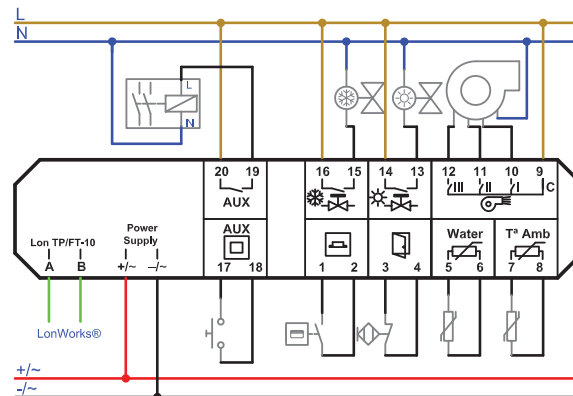 L
N
L
N
20 19 16 15 14 13 12 11 10 9
III II I C
AUX
Lon TP/FT-10 Power Supply AUX Water Tª Amb
A B +/~ –/~ 17 18 1 2 3 4 5 6 7 8
LonWorks®
+/~
-/~